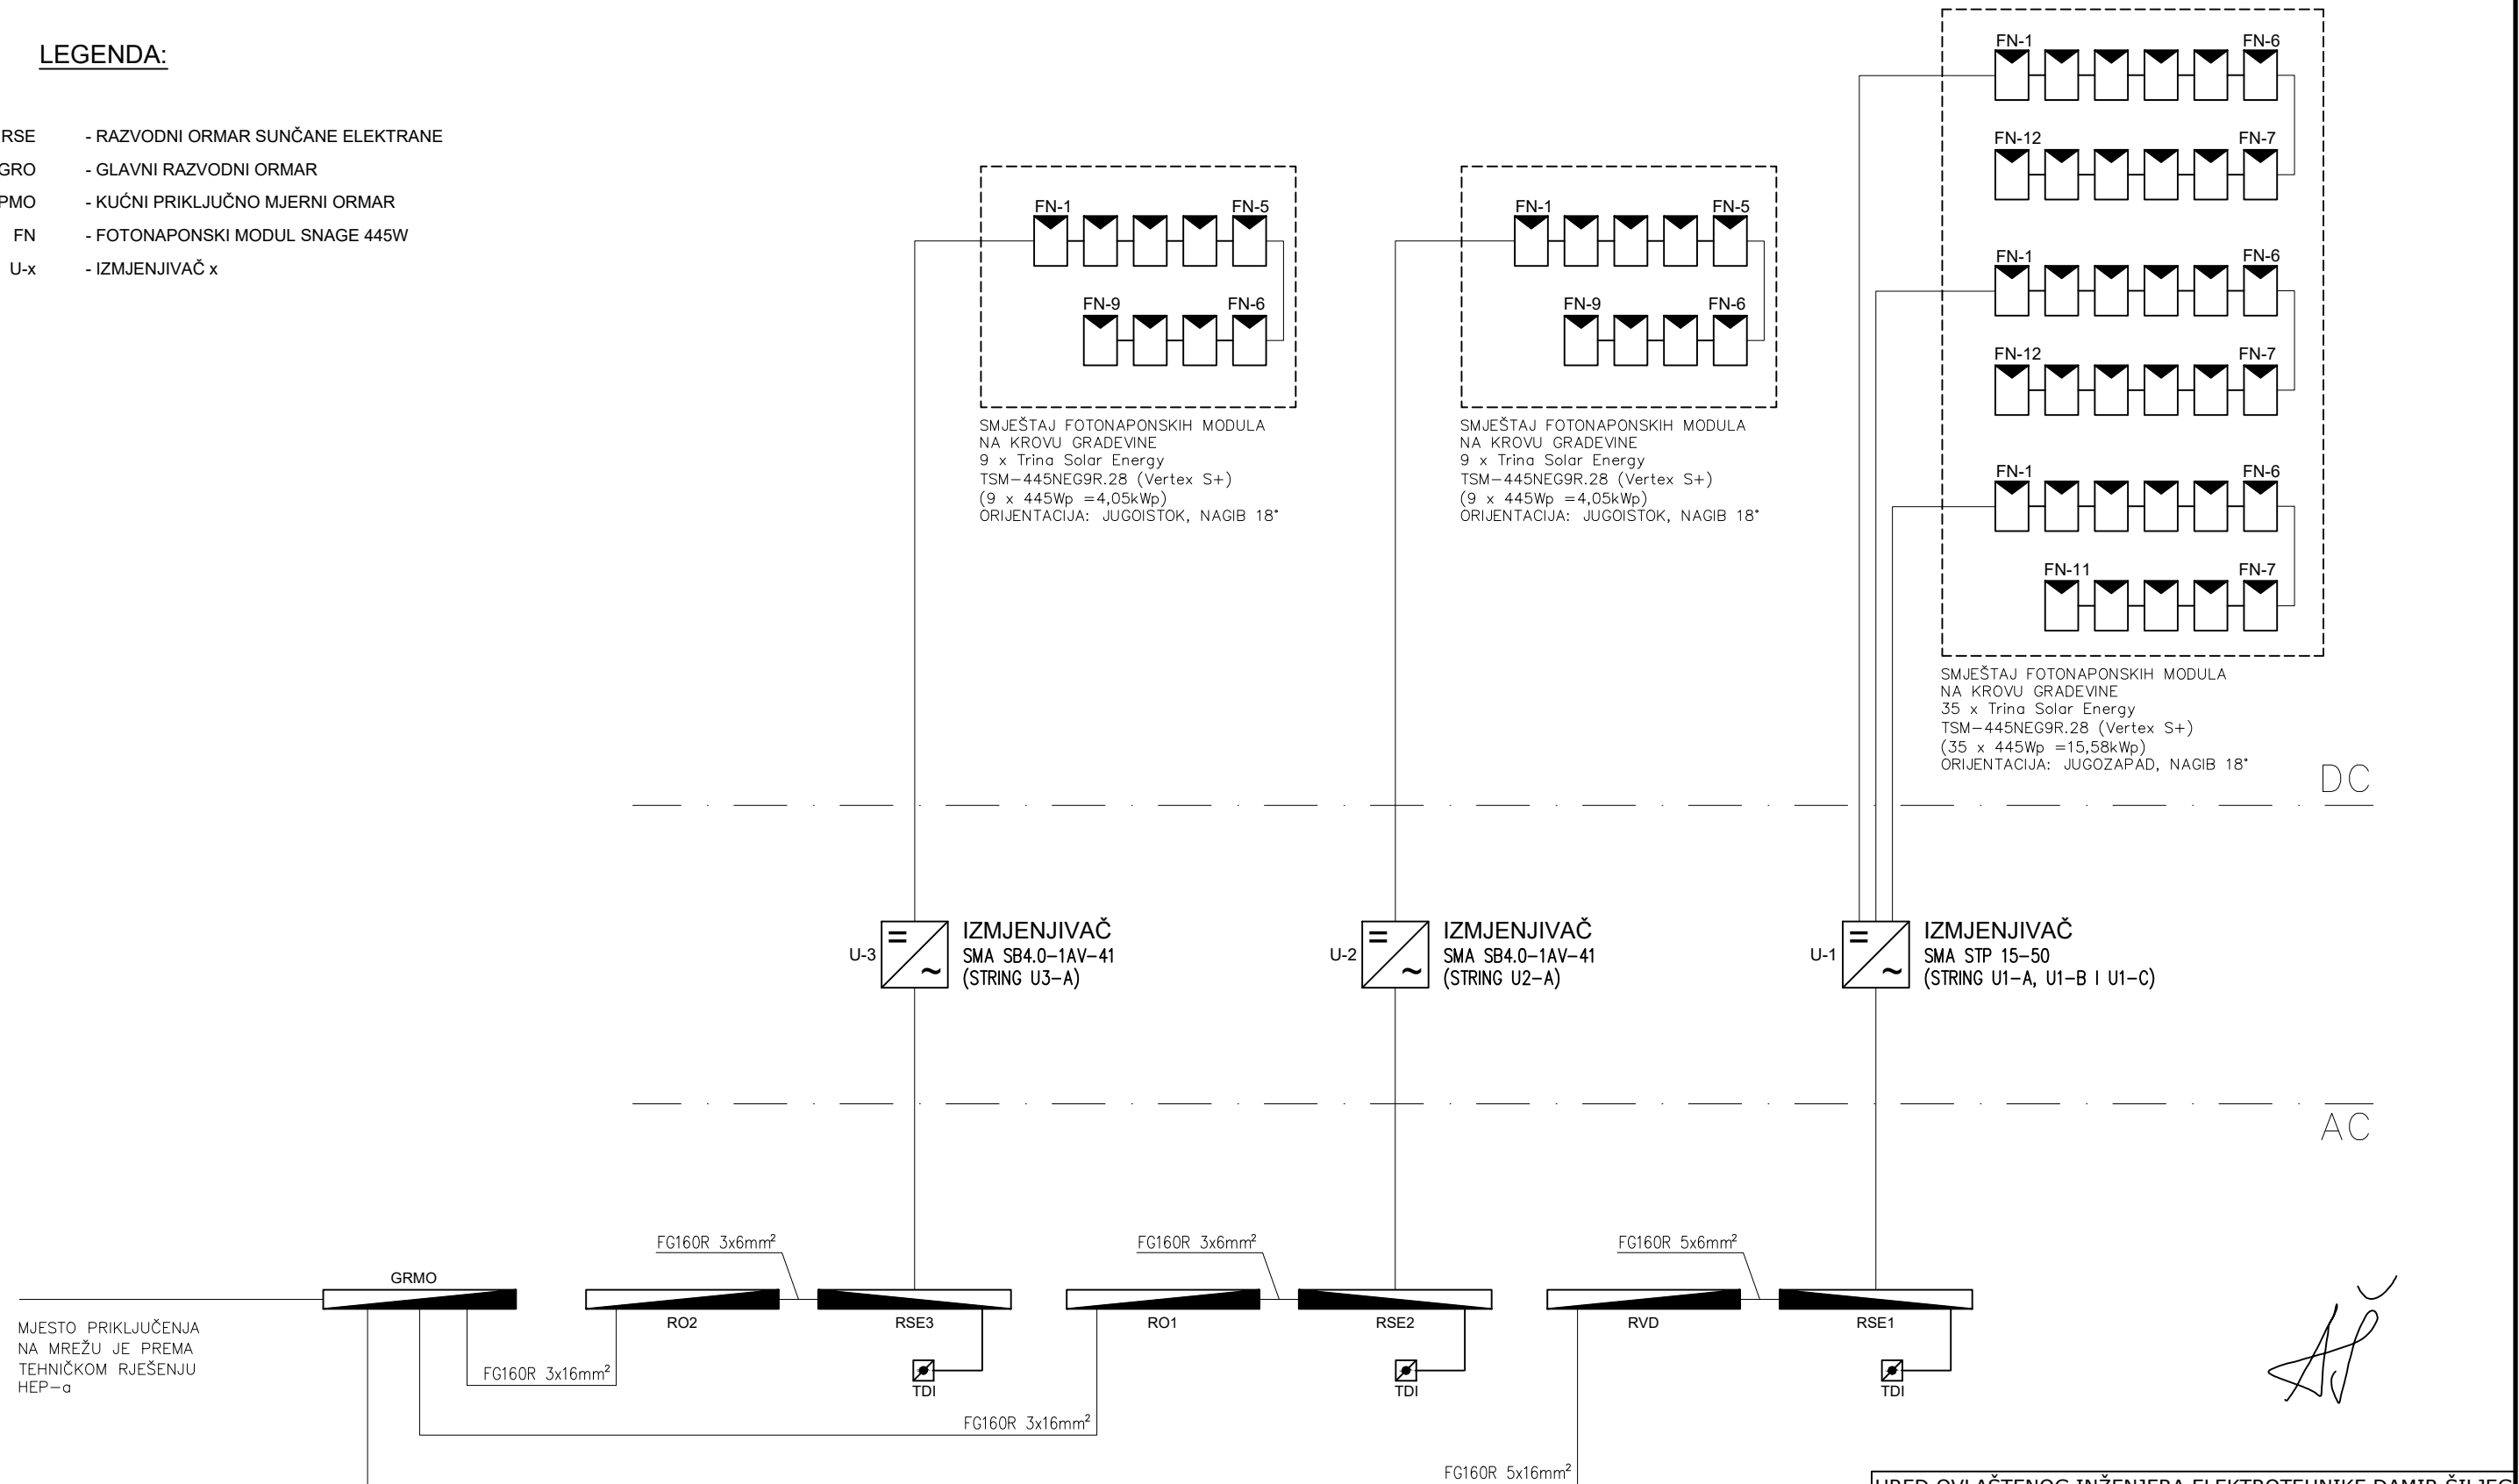 LEGENDA:
RSE - RAZVODNI ORMAR SUNČANE ELEKTRANE
GRO - GLAVNI RAZVODNI ORMAR
PMO - KUĆNI PRIKLJUČNO MJERNI ORMAR
FN - FOTONAPONSKI MODUL SNAGE 445W
U-x - IZMJENJIVAČ x
FN-1 FN-5
FN-9 FN-6
SMJEŠTAJ FOTONAPONSKIH MODULA
NA KROVU GRADEVINE
9 x Trina Solar Energy
TSM-445NEG9R.28 (Vertex S+)
(9 x 445Wp =4,05kWp)
ORIJENTACIJA: JUGOISTOK, NAGIB 18°
FN-1 FN-5
FN-9 FN-6
SMJEŠTAJ FOTONAPONSKIH MODULA
NA KROVU GRADEVINE
9 x Trina Solar Energy
TSM-445NEG9R.28 (Vertex S+)
(9 x 445Wp =4,05kWp)
ORIJENTACIJA: JUGOISTOK, NAGIB 18°
FN-1 FN-6
FN-12 FN-7
FN-1 FN-6
FN-12 FN-7
FN-1 FN-6
FN-11 FN-7
SMJEŠTAJ FOTONAPONSKIH MODULA
NA KROVU GRADEVINE
35 x Trina Solar Energy
TSM-445NEG9R.28 (Vertex S+)
(35 x 445Wp =15,58kWp)
ORIJENTACIJA: JUGOZAPAD, NAGIB 18°
DC
U-3
IZMJENJIVAČ
SMA SB4.0-1AV-41
(STRING U3-A)
U-2
IZMJENJIVAČ
SMA SB4.0-1AV-41
(STRING U2-A)
U-1
IZMJENJIVAČ
SMA STP 15-50
(STRING U1-A, U1-B I U1-C)
AC
FG160R 3x6mm²
FG160R 3x6mm²
FG160R 5x6mm²
GRMO
RO2
RSE3
RO1
RSE2
RVD
RSE1
MJESTO PRIKLJUČENJA
NA MREŽU JE PREMA
TEHNIČKOM RJEŠENJU
HEP-a
FG160R 3x16mm²
TDI
TDI
TDI
FG160R 3x16mm²
FG160R 5x16mm²
URED OVLAŠTENOG INŽENJERA ELEKTROTEHNIKE DAMIR ŠILJEG